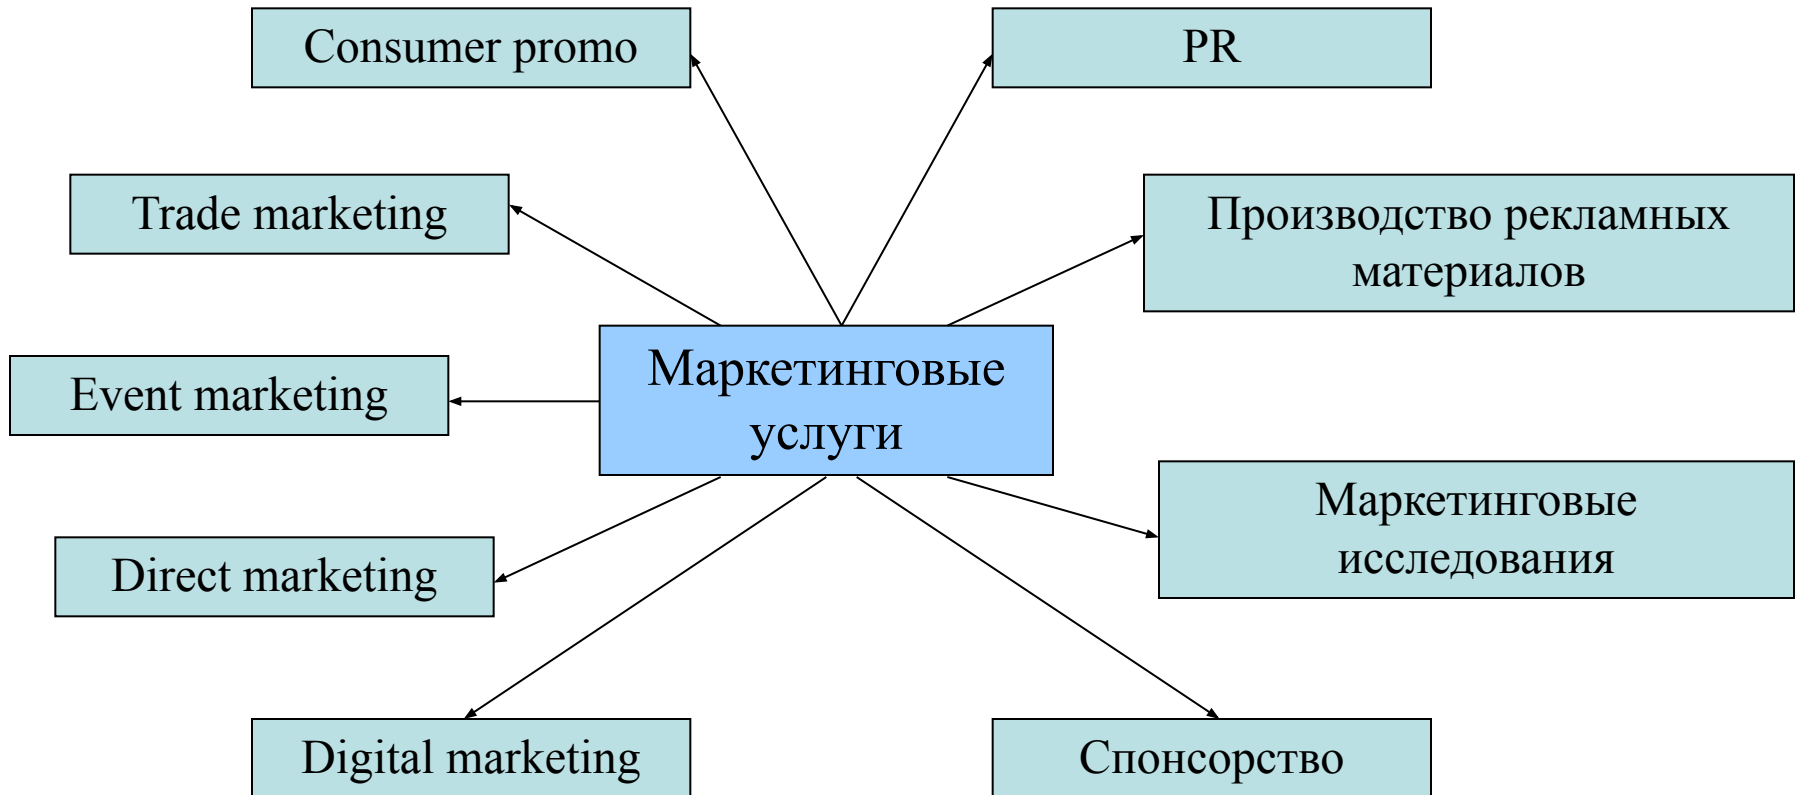 Consumer promo
PR
Trade marketing
Производство рекламных
материалов
Маркетинговые
услуги
Event marketing
Маркетинговые
исследования
Direct marketing
Digital marketing
Спонсорство